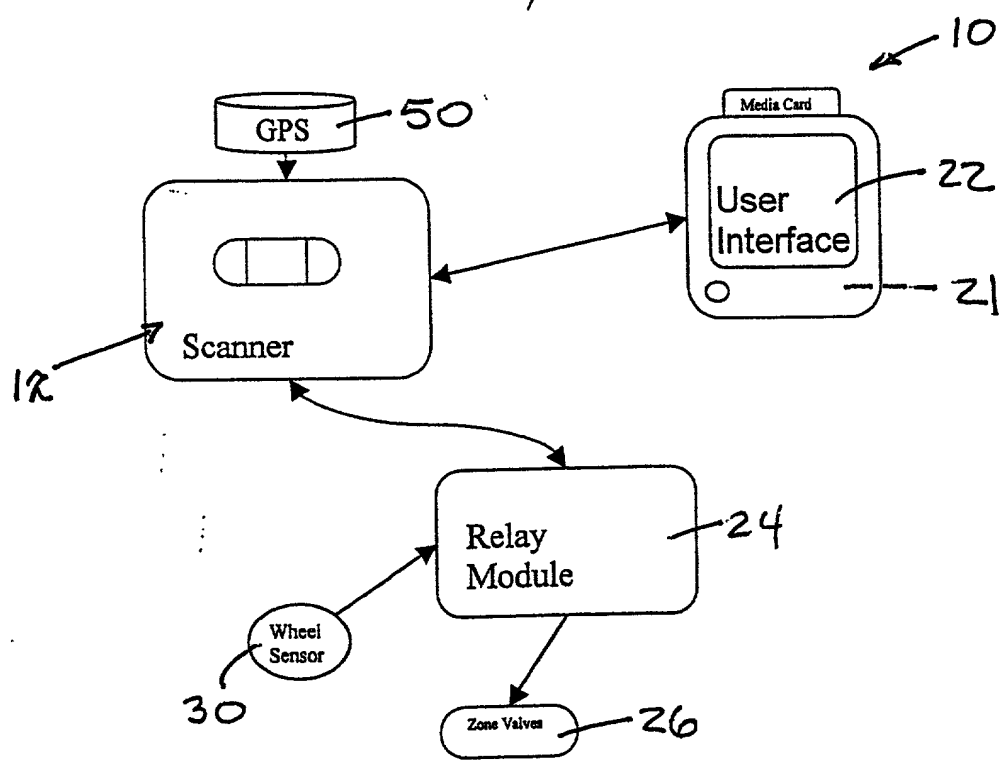 10
Media Card
GPS
50
User
Interface
22
21
Scanner
12
Relay
Module
24
Wheel
Sensor
30
Zone Valves
26